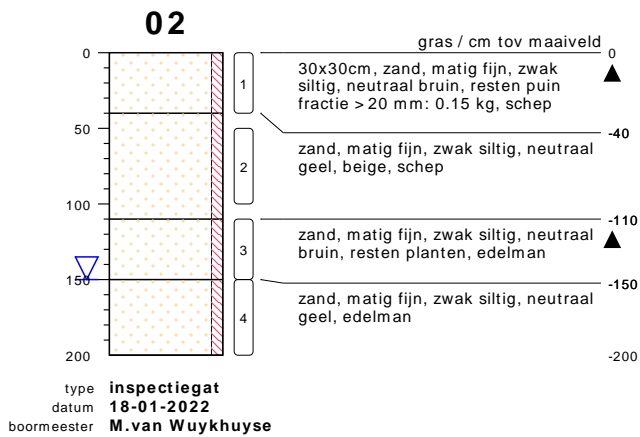 02
gras / cm tov maaiveld
0
0
30x30cm, zand, matig fijn, zwak
siltig, neutraal bruin, resten puin
fractie > 20 mm: 0.15 kg, schep
1
-40
50
zand, matig fijn, zwak siltig, neutraal
geel, beige, schep
2
100
-110
zand, matig fijn, zwak siltig, neutraal
bruin, resten planten, edelman
3
150
-150
zand, matig fijn, zwak siltig, neutraal
geel, edelman
4
200
-200
type inspectiegat
datum 18-01-2022
boormeester M.van Wuykhuyse